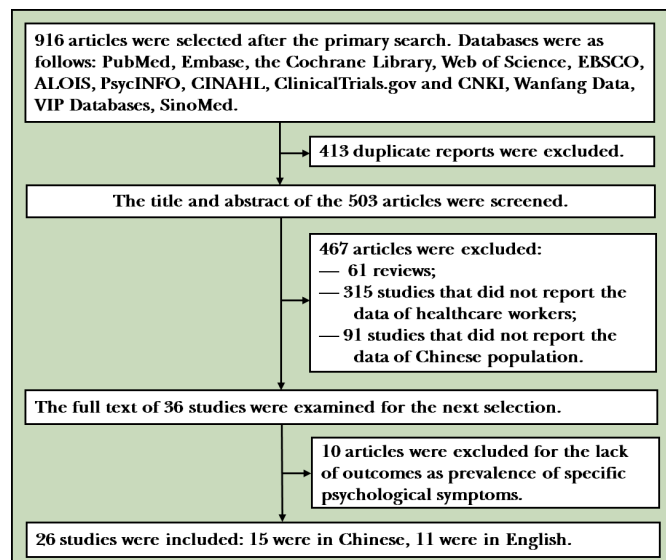 916 articles were selected after the primary search. Databases were as
follows: PubMed, Embase, the Cochrane Library, Web of Science, EBSCO,
ALOIS, PsycINFO, CINAHL, ClinicalTrials.gov and CNKI, Wanfang Data,
VIP Databases, SinoMed.
413 duplicate reports were excluded.
The title and abstract of the 503 articles were screened.
467 articles were excluded:
— 61 reviews;
— 315 studies that did not report the
data of healthcare workers;
— 91 studies that did not report the
data of Chinese population.
The full text of 36 studies were examined for the next selection.
10 articles were excluded for the lack
of outcomes as prevalence of specific
psychological symptoms.
26 studies were included: 15 were in Chinese, 11 were in English.